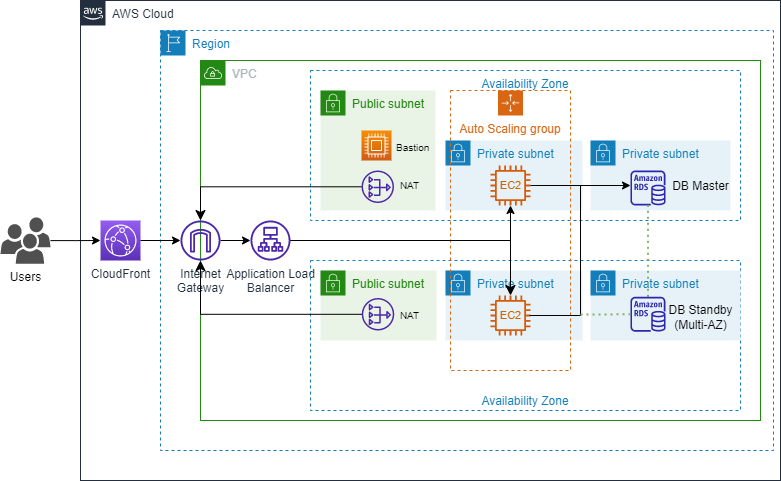 aws
AWS Cloud
Region
VPC
Availability Zone
Public subnet
Auto Scaling group
Bastion
Private subnet
Private subnet
NAT
EC2
Amazon
RDS
DB Master
Users
CloudFront
Internet
Gateway
Application Load
Balancer
Public subnet
Private subnet
Private subnet
NAT
EC2
Amazon
RDS
DB Standby
(Multi-AZ)
Availability Zone